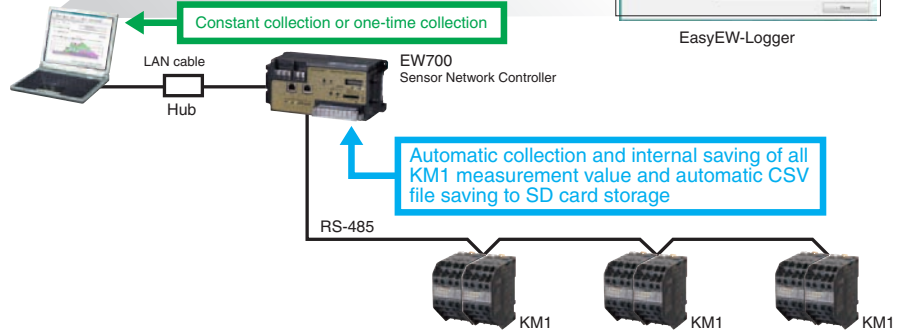 Constant collection or one-time collection
Close
EasyEW-Logger
LAN cable
EW700
Sensor Network Controller
Hub
Automatic collection and internal saving of all
KM1 measurement value and automatic CSV
file saving to SD card storage
RS-485
KM1
KM1
KM1